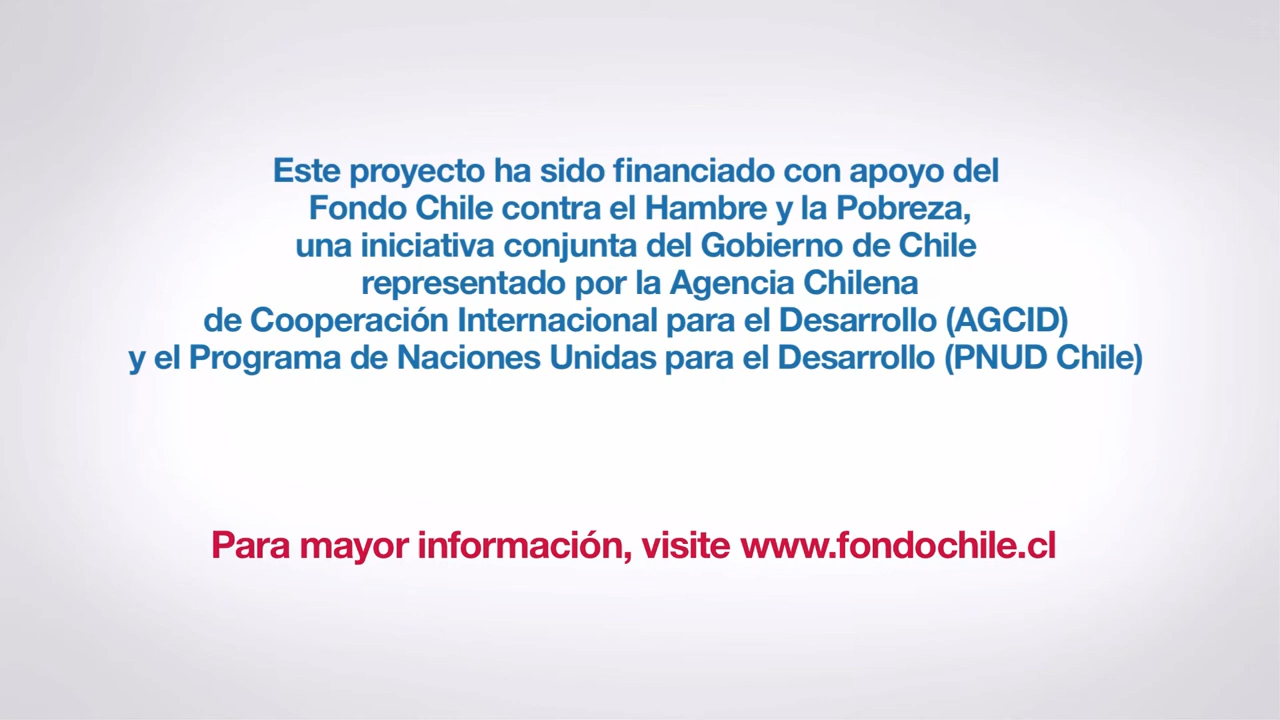 Este proyecto ha sido financiado con apoyo del
Fondo Chile contra el Hambre y la Pobreza,
una iniciativa conjunta del Gobierno de Chile
representado por la Agencia Chilena
de Cooperación Internacional para el Desarrollo (AGCID)
y el Programa de Naciones Unidas para el Desarrollo (PNUD Chile)
Para mayor información, visite www.fondochile.cl